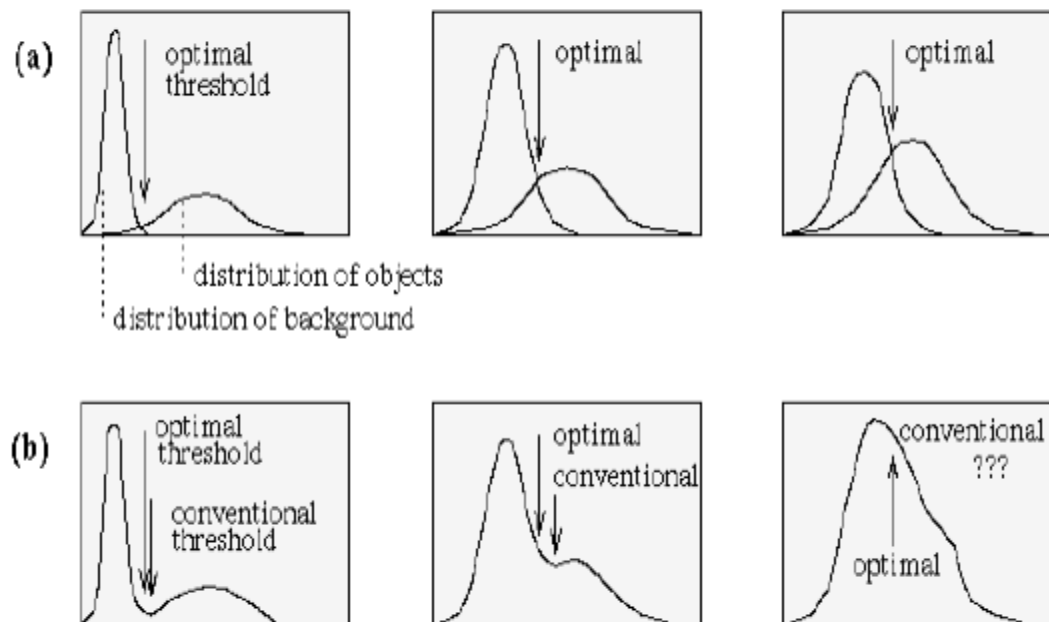 (a)
optimal
threshold
optimal
optimal
distribution of objects
distribution of background
(b)
optimal
threshold
conventional
threshold
optimal
conventional
conventional
???
optimal